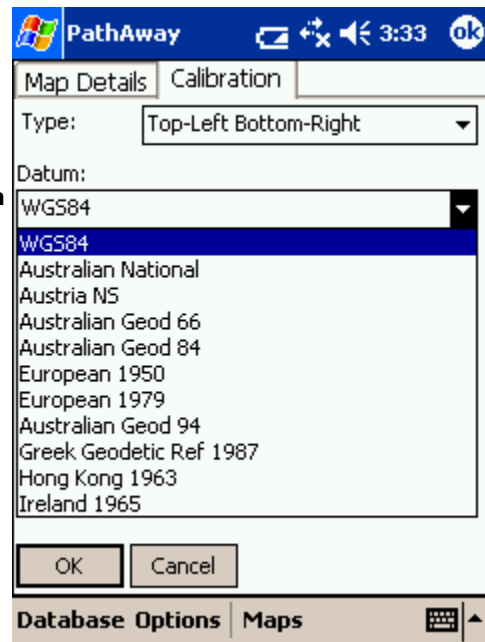 PathAway 3:33 ok
Map Details Calibration
Type: Top-Left Bottom-Right
Datum:
WGS84
WGS84
Australian National
Austria NS
Australian Geod 66
Australian Geod 84
European 1950
European 1979
Australian Geod 94
Greek Geodetic Ref 1987
Hong Kong 1963
Ireland 1965
OK Cancel
Database Options Maps